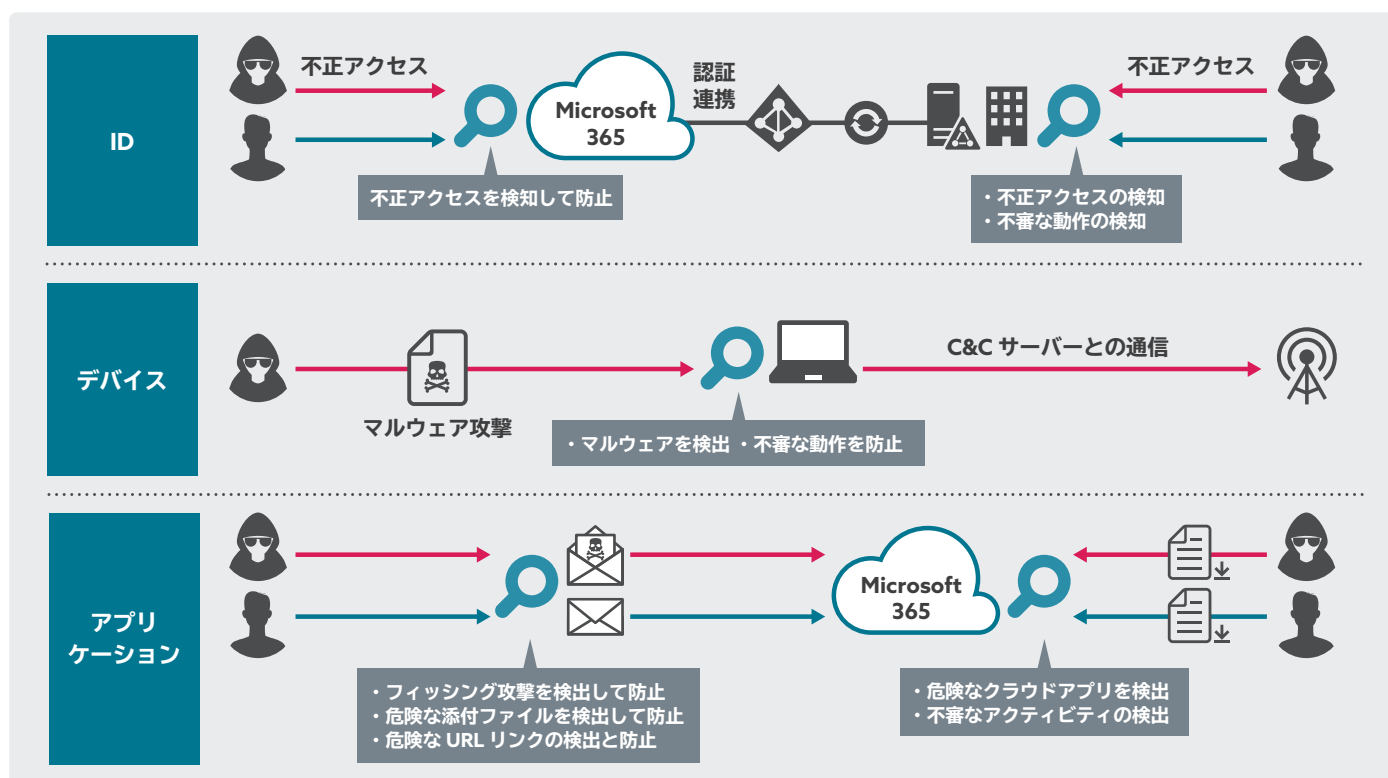 ID
不正アクセス
Microsoft
365
認証
連携
不正アクセス
不正アクセスを検知して防止
・不正アクセスの検知
・不審な動作の検知
デバイス
マルウェア攻撃
C&C サーバーとの通信
・マルウェアを検出 ・不審な動作を防止
アプリ
ケーション
Microsoft
365
・フィッシング攻撃を検出して防止
・危険な添付ファイルを検出して防止
・危険な URL リンクの検出と防止
・危険なクラウドアプリを検出
・不審なアクティビティの検出